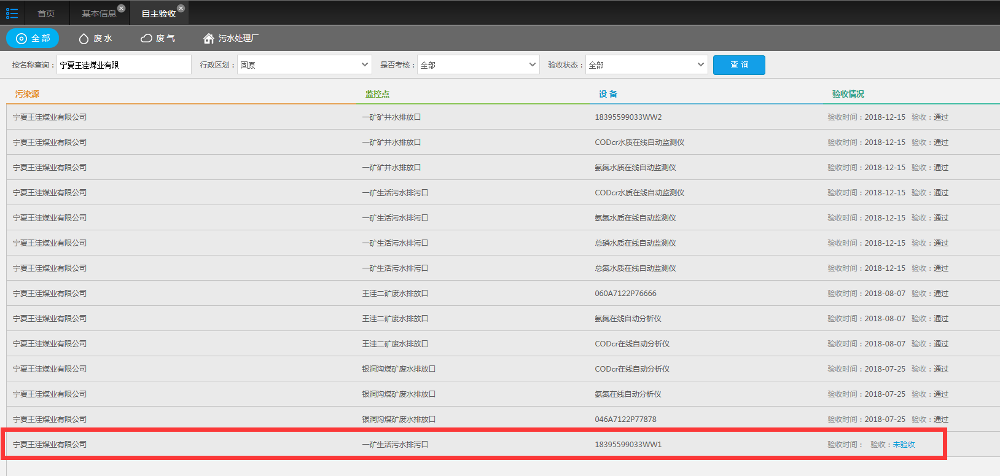 首页 基本信息 自主验收
全 部 废 水 废 气 污水处理厂
按名称查询： 宁夏王洼煤业有限 行政区划： 固原 是否考核： 全部 验收状态： 全部 查 询
污染源 监控点 设 备 验收情况
宁夏王洼煤业有限公司 一矿矿井水排放口 18395599033WW2 验收时间：2018-12-15 验收：通过
宁夏王洼煤业有限公司 一矿矿井水排放口 CODcr水质在线自动监测仪 验收时间：2018-12-15 验收：通过
宁夏王洼煤业有限公司 一矿矿井水排放口 氨氮水质在线自动监测仪 验收时间：2018-12-15 验收：通过
宁夏王洼煤业有限公司 一矿生活污水排污口 CODcr水质在线自动监测仪 验收时间：2018-12-15 验收：通过
宁夏王洼煤业有限公司 一矿生活污水排污口 氨氮水质在线自动监测仪 验收时间：2018-12-15 验收：通过
宁夏王洼煤业有限公司 一矿生活污水排污口 总磷水质在线自动监测仪 验收时间：2018-12-15 验收：通过
宁夏王洼煤业有限公司 一矿生活污水排污口 总氮水质在线自动监测仪 验收时间：2018-12-15 验收：通过
宁夏王洼煤业有限公司 王洼二矿废水排放口 060A7122P76666 验收时间：2018-08-07 验收：通过
宁夏王洼煤业有限公司 王洼二矿废水排放口 氨氮在线自动分析仪 验收时间：2018-08-07 验收：通过
宁夏王洼煤业有限公司 王洼二矿废水排放口 CODcr在线自动分析仪 验收时间：2018-08-07 验收：通过
宁夏王洼煤业有限公司 银洞沟煤矿废水排放口 CODcr在线自动分析仪 验收时间：2018-07-25 验收：通过
宁夏王洼煤业有限公司 银洞沟煤矿废水排放口 氨氮在线自动分析仪 验收时间：2018-07-25 验收：通过
宁夏王洼煤业有限公司 银洞沟煤矿废水排放口 046A7122P77878 验收时间：2018-07-25 验收：通过
宁夏王洼煤业有限公司 一矿生活污水排污口 18395599033WW1 验收时间： 验收：未验收